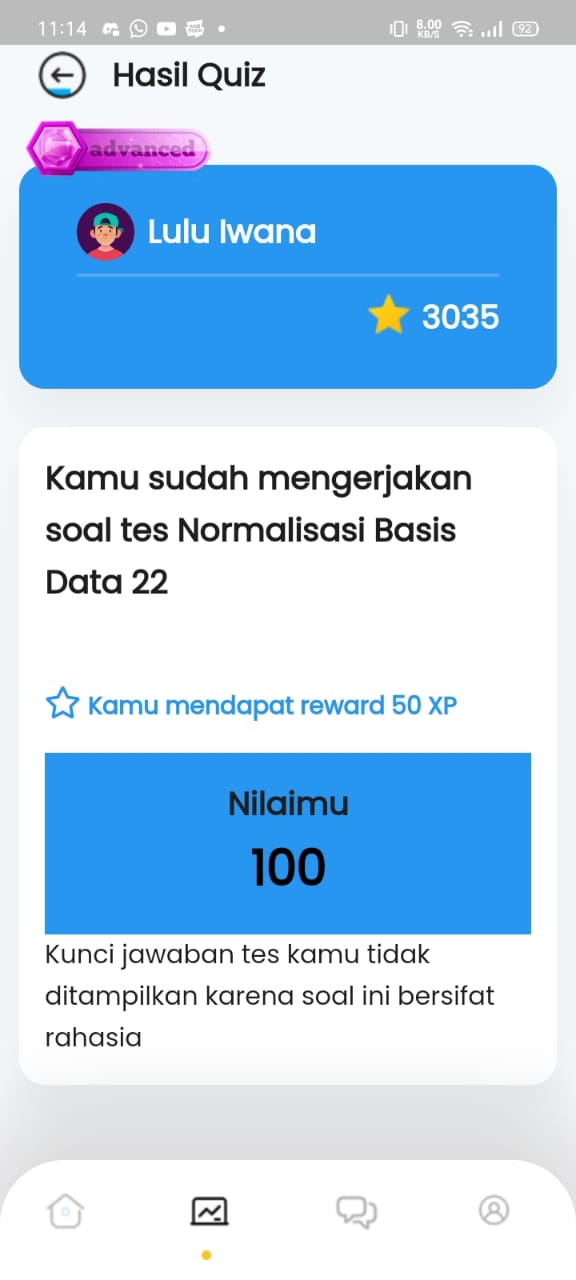 11:14
8.00
KB/S
92
Hasil Quiz
advanced
Lulu Iwana
3035
Kamu sudah mengerjakan
soal tes Normalisasi Basis
Data 22
Kamu mendapat reward 50 XP
Nilaimu
100
Kunci jawaban tes kamu tidak
ditampilkan karena soal ini bersifat
rahasia